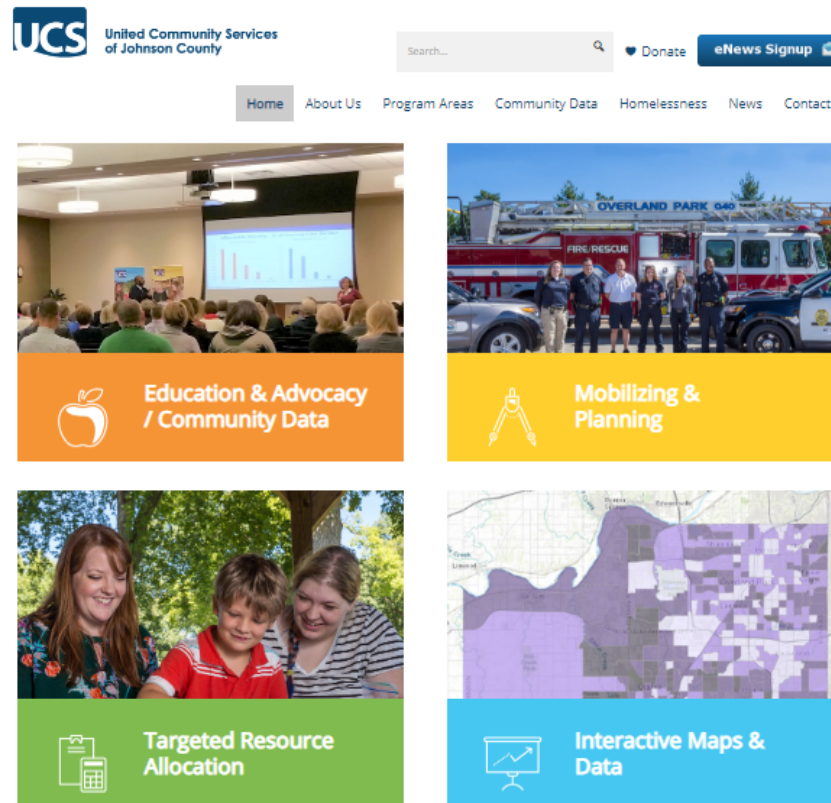 UCS
United Community Services
of Johnson County
Search...
Donate
eNews Signup
Home
About Us
Program Areas
Community Data
Homelessness
News
Contact
OVERLAND PARK
FIRE/RESCUE
Education & Advocacy
/ Community Data
Mobilizing &
Planning
Targeted Resource
Allocation
Interactive Maps &
Data